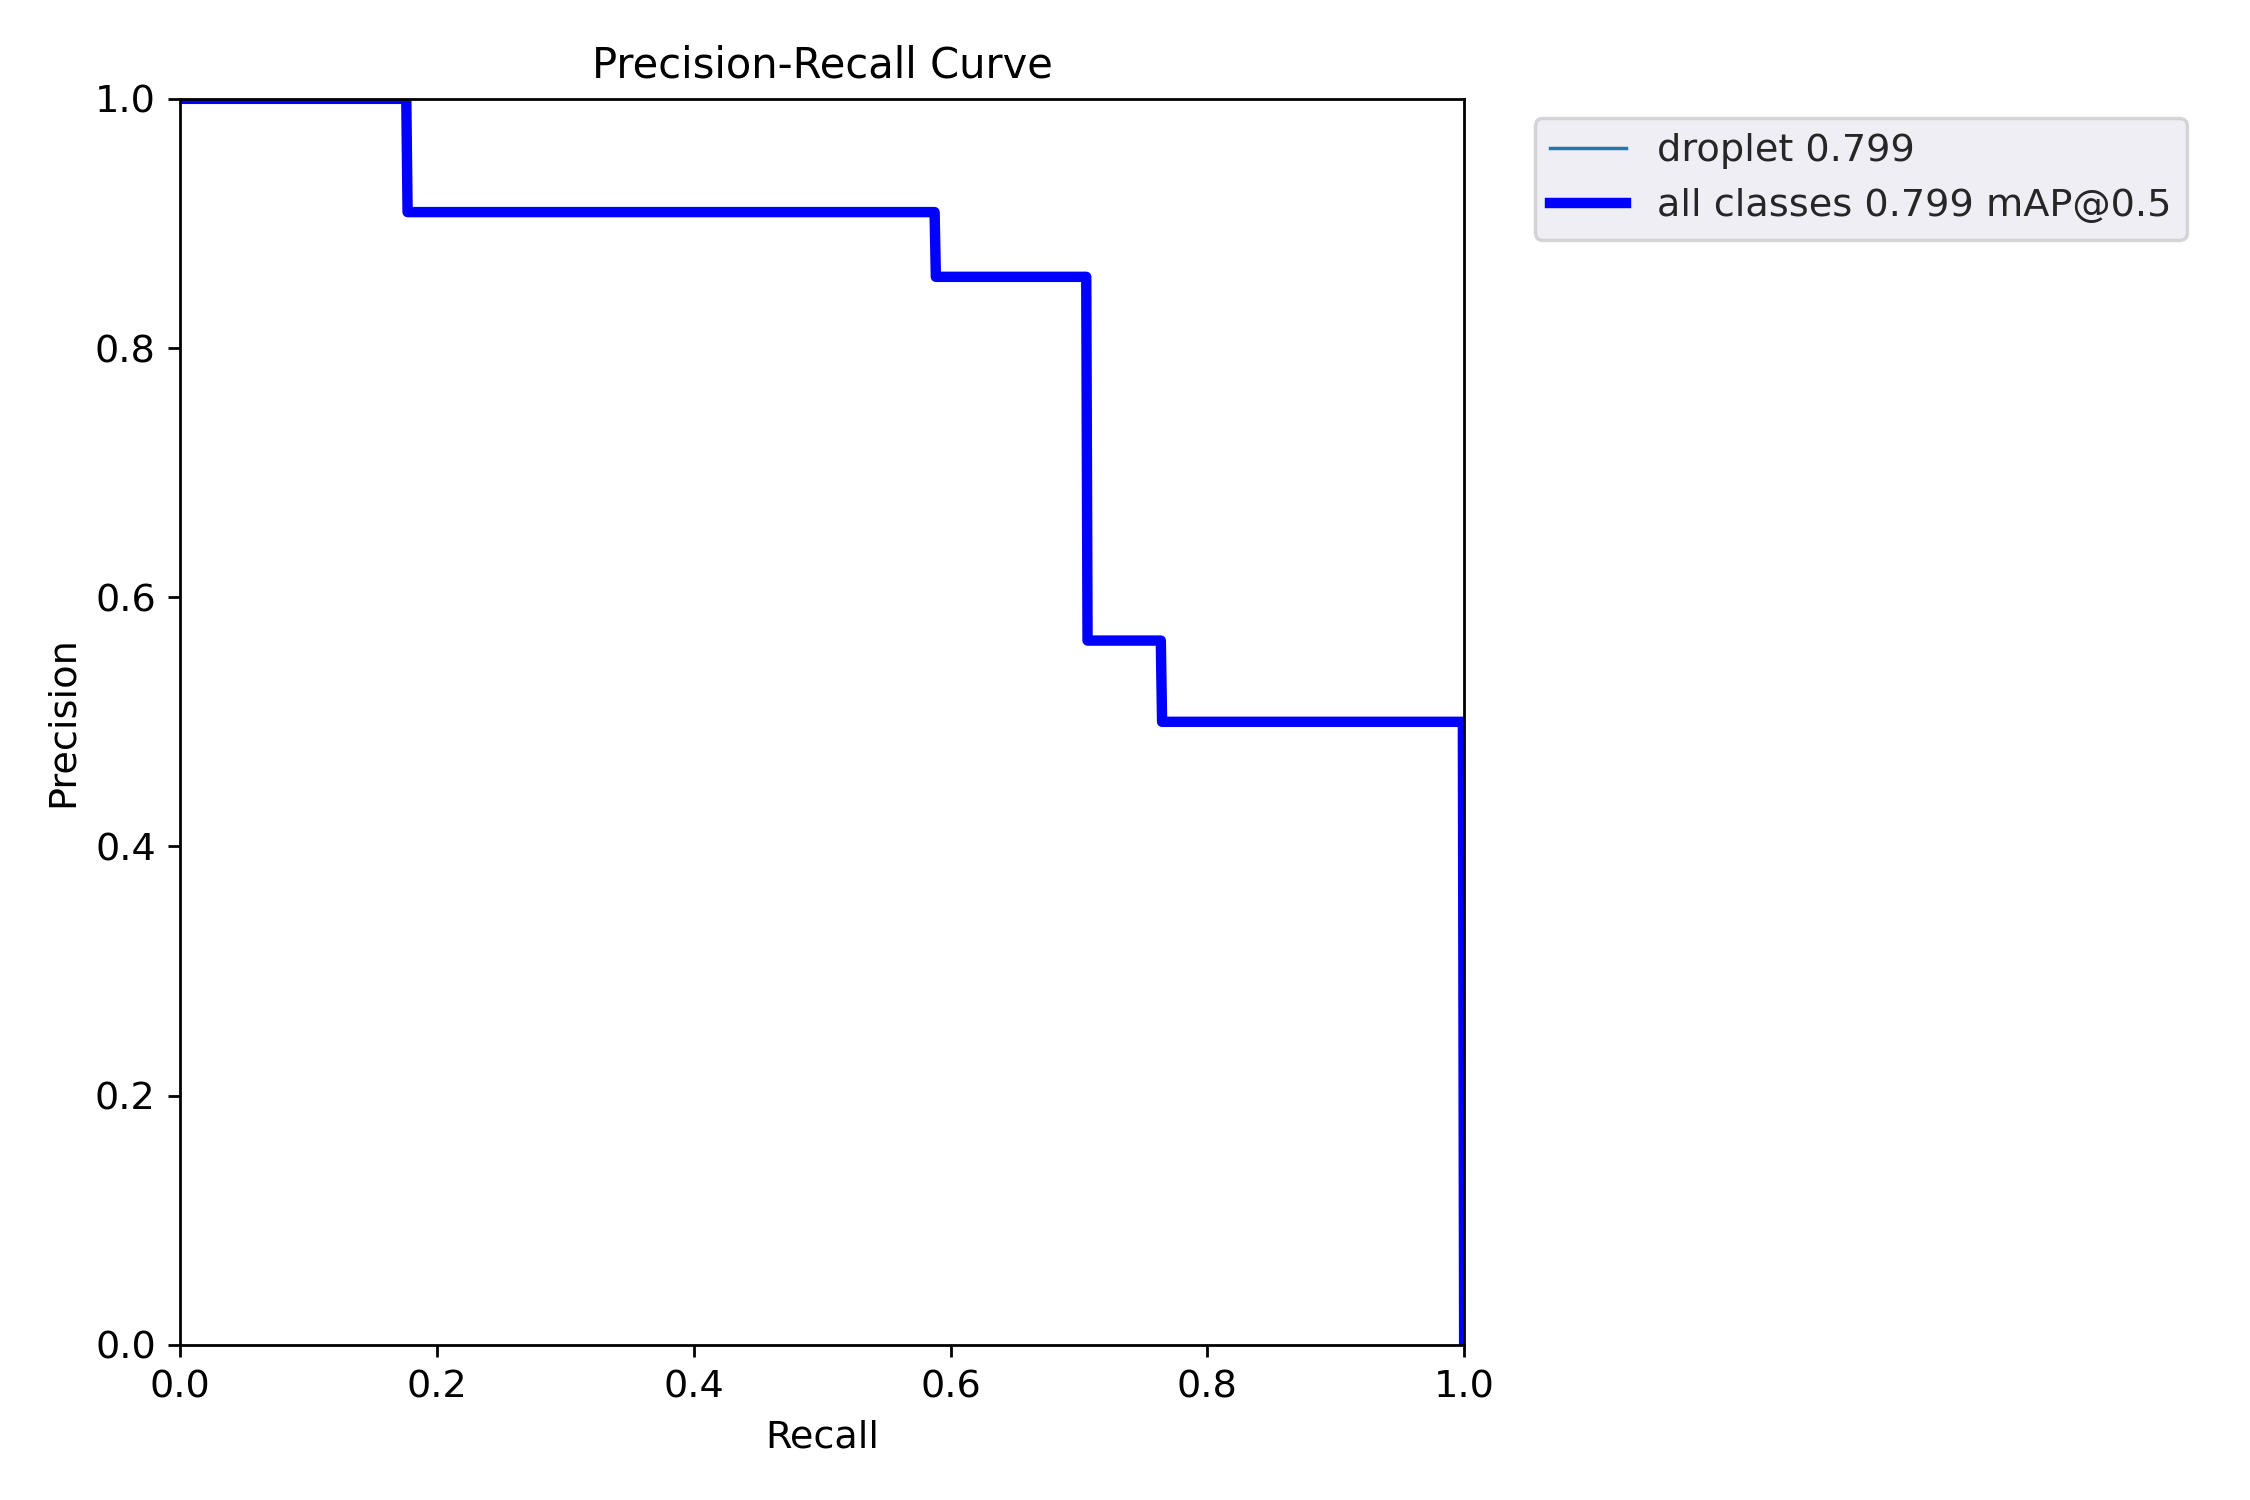 Precision-Recall Curve
1.0
0.8
0.6
0.4
0.2
0.0
Precision
0.0 0.2 0.4 0.6 0.8 1.0
Recall
droplet 0.799
all classes 0.799 mAP@0.5